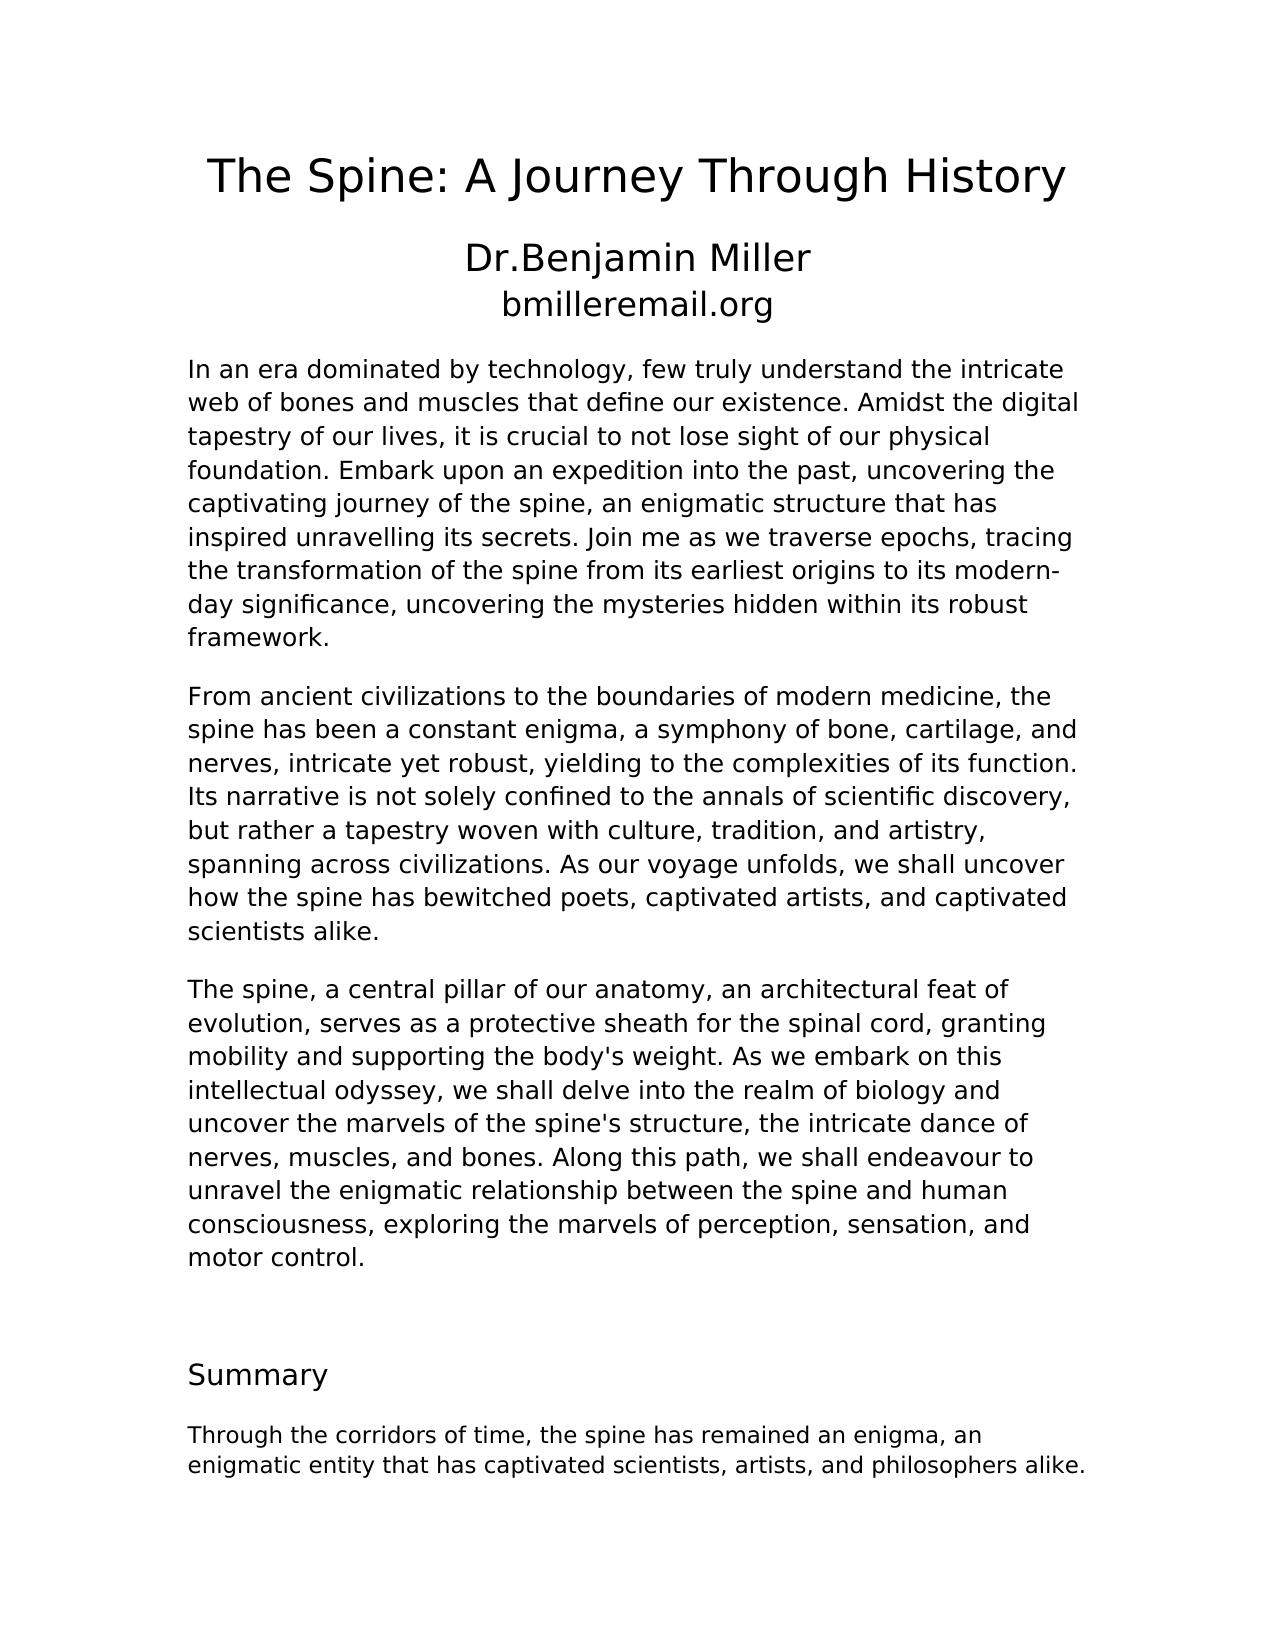 The Spine: A Journey Through History
Dr.Benjamin Miller
bmilleremail.org
In an era dominated by technology, few truly understand the intricate
web of bones and muscles that define our existence. Amidst the digital
tapestry of our lives, it is crucial to not lose sight of our physical
foundation. Embark upon an expedition into the past, uncovering the
captivating journey of the spine, an enigmatic structure that has
inspired unravelling its secrets. Join me as we traverse epochs, tracing
the transformation of the spine from its earliest origins to its modern-
day significance, uncovering the mysteries hidden within its robust
framework.
From ancient civilizations to the boundaries of modern medicine, the
spine has been a constant enigma, a symphony of bone, cartilage, and
nerves, intricate yet robust, yielding to the complexities of its function.
Its narrative is not solely confined to the annals of scientific discovery,
but rather a tapestry woven with culture, tradition, and artistry,
spanning across civilizations. As our voyage unfolds, we shall uncover
how the spine has bewitched poets, captivated artists, and captivated
scientists alike.
The spine, a central pillar of our anatomy, an architectural feat of
evolution, serves as a protective sheath for the spinal cord, granting
mobility and supporting the body's weight. As we embark on this
intellectual odyssey, we shall delve into the realm of biology and
uncover the marvels of the spine's structure, the intricate dance of
nerves, muscles, and bones. Along this path, we shall endeavour to
unravel the enigmatic relationship between the spine and human
consciousness, exploring the marvels of perception, sensation, and
motor control.
Summary
Through the corridors of time, the spine has remained an enigma, an
enigmatic entity that has captivated scientists, artists, and philosophers alike.